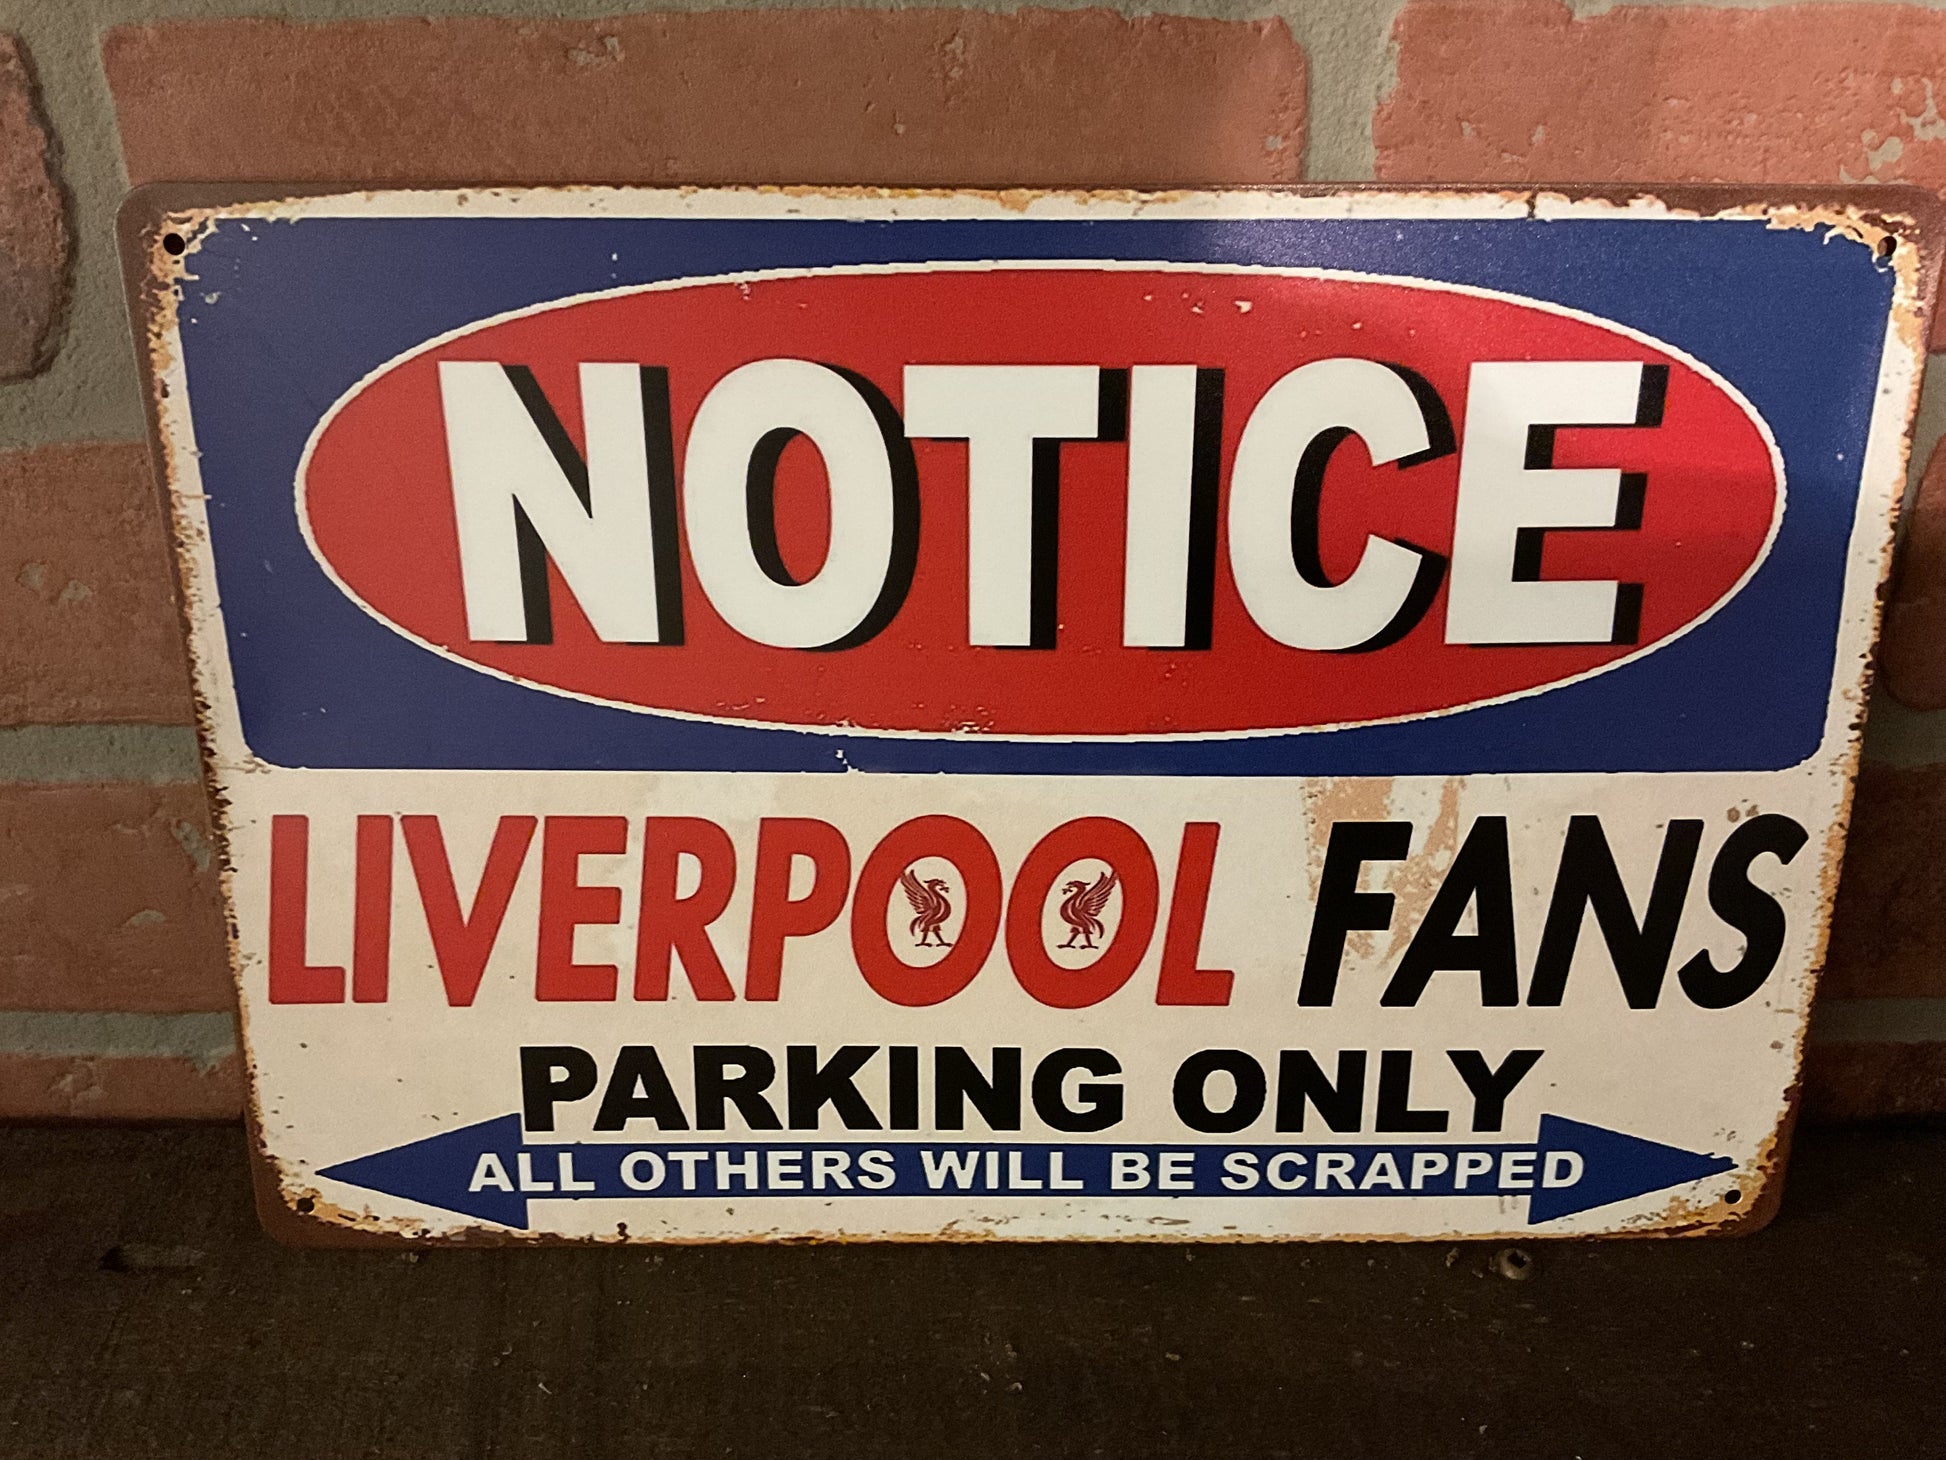 NOTICE
LIVERPOOL FANS
PARKING ONLY
ALL OTHERS WILL BE SCRAPPED